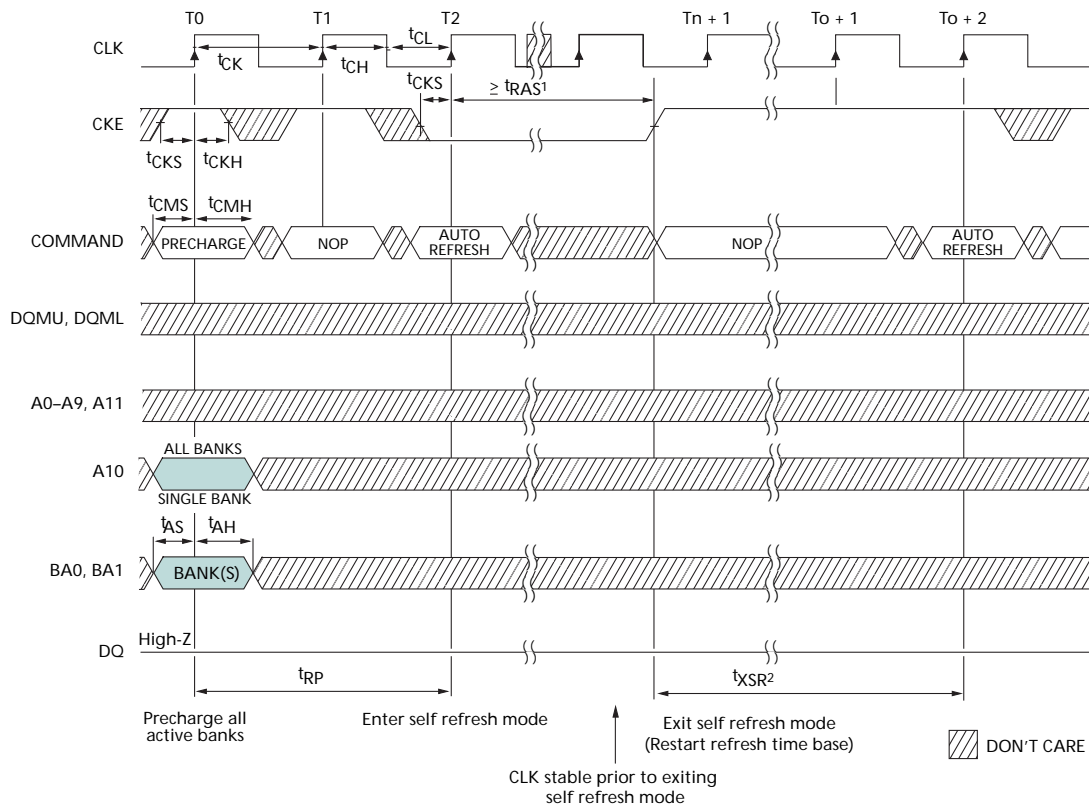 T0 T1 T2 Tn + 1 To + 1 To + 2
CLK
tCK tCH tCL
tCKS ≥ tRAS1
CKE
tCKS tCKH
tCMS tCMH
COMMAND PRECHARGE NOP AUTO REFRESH NOP AUTO REFRESH
DQMU, DQML
A0–A9, A11
ALL BANKS
A10
SINGLE BANK
tAS tAH
BA0, BA1 BANK(S)
High-Z
DQ
tRP tXSR2
Precharge all
active banks
Enter self refresh mode
Exit self refresh mode
(Restart refresh time base)
DON'T CARE
CLK stable prior to exiting
self refresh mode